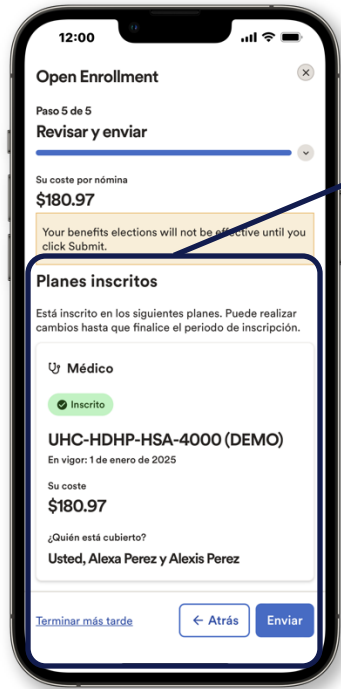 12:00
Open Enrollment
Paso 5 de 5
Revisar y enviar
Su coste por nómina
$180.97
Your benefits elections will not be effective until you
click Submit.
Planes inscritos
Está inscrito en los siguientes planes. Puede realizar
cambios hasta que finalice el periodo de inscripción.
Médico
Inscrito
UHC-HDHP-HSA-4000 (DEMO)
En vigor: 1 de enero de 2025
Su coste
$180.97
¿Quién está cubierto?
Usted, Alexa Perez y Alexis Perez
Terminar más tarde
← Atrás
Enviar